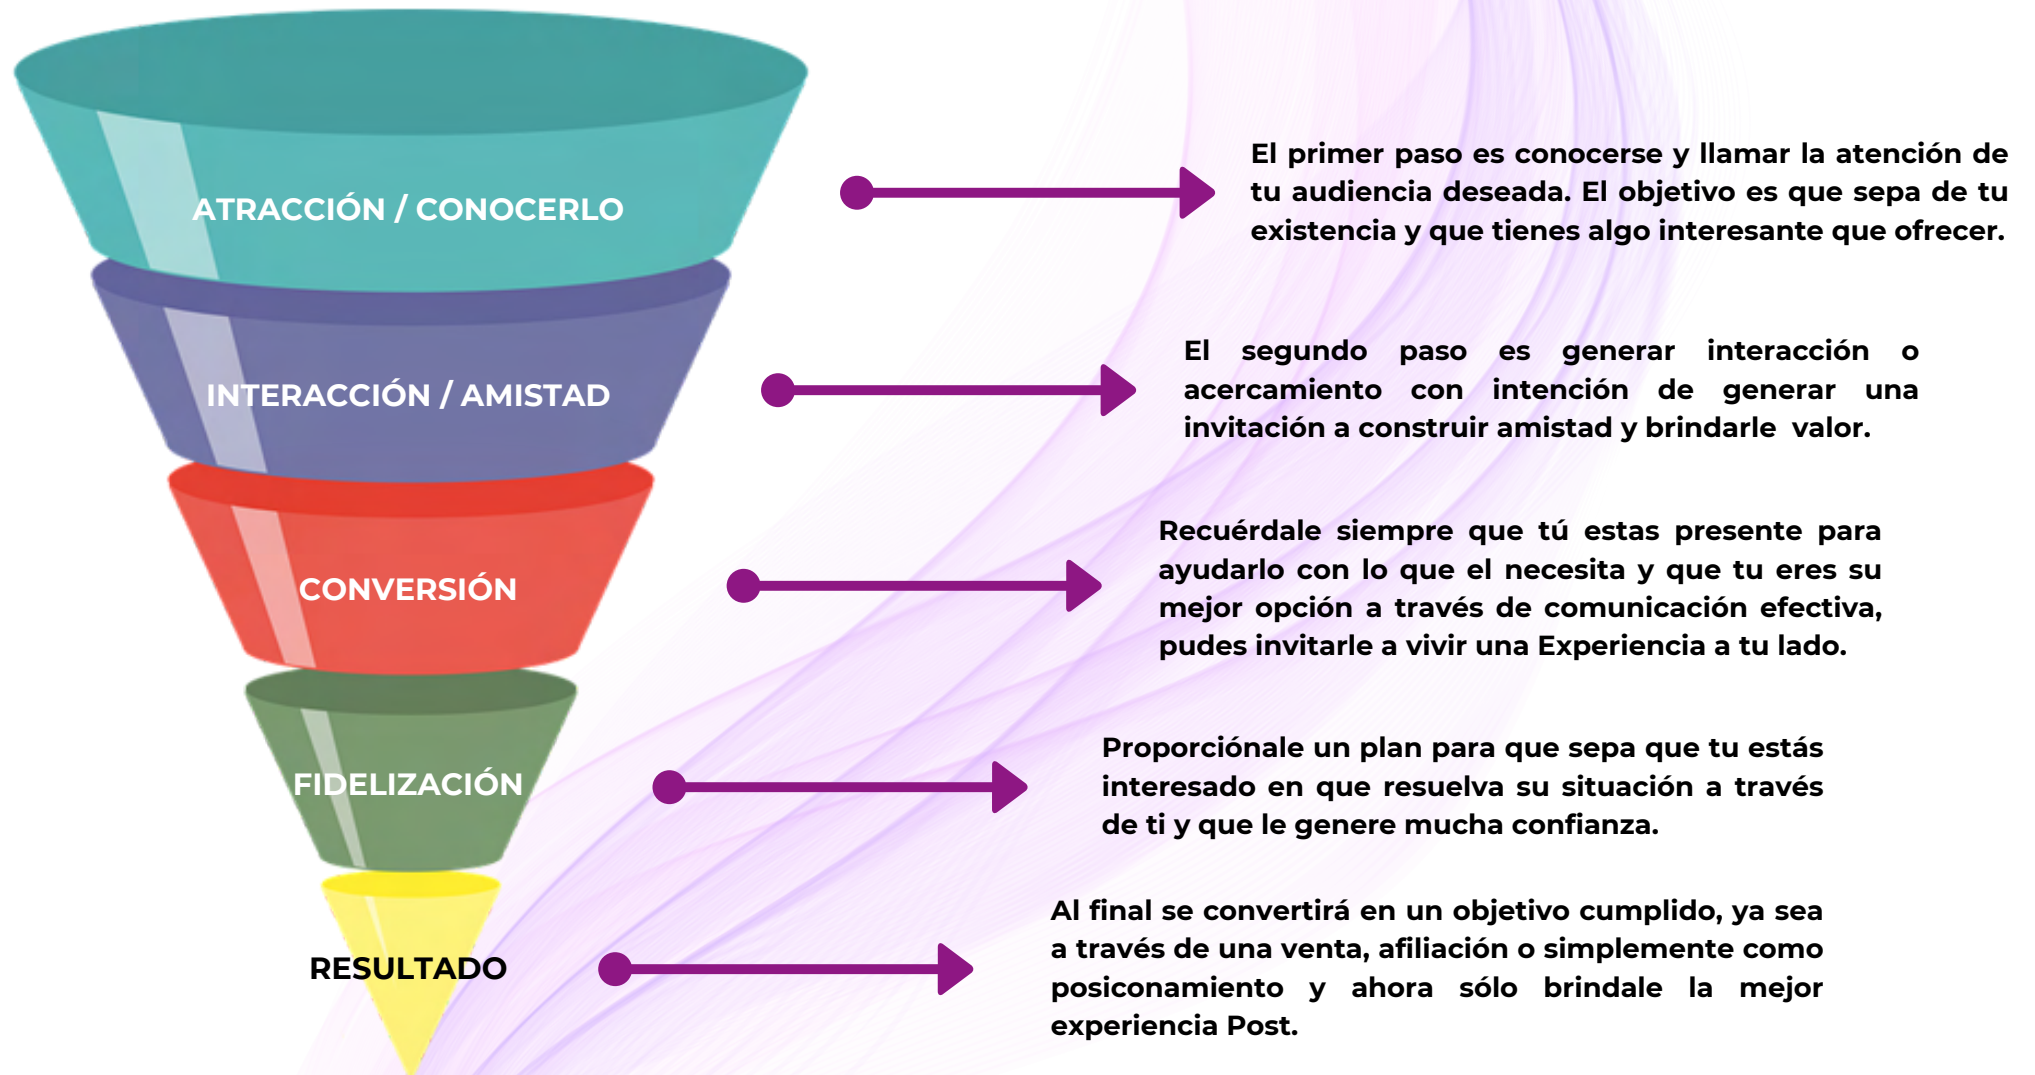 ATRACCIÓN / CONOCERLO
El primer paso es conocerse y llamar la atención de
tu audiencia deseada. El objetivo es que sepa de tu
existencia y que tienes algo interesante que ofrecer.
INTERACCIÓN / AMISTAD
El segundo paso es generar interacción o
acercamiento con intención de generar una
invitación a construir amistad y brindarle valor.
CONVERSIÓN
Recuérdale siempre que tú estas presente para
ayudarlo con lo que el necesita y que tu eres su
mejor opción a través de comunicación efectiva,
pudes invitarle a vivir una Experiencia a tu lado.
FIDELIZACIÓN
Proporciónale un plan para que sepa que tu estás
interesado en que resuelva su situación a través
de ti y que le genere mucha confianza.
RESULTADO
Al final se convertirá en un objetivo cumplido, ya sea
a través de una venta, afiliación o simplemente como
posiconamiento y ahora sólo brindale la mejor
experiencia Post.